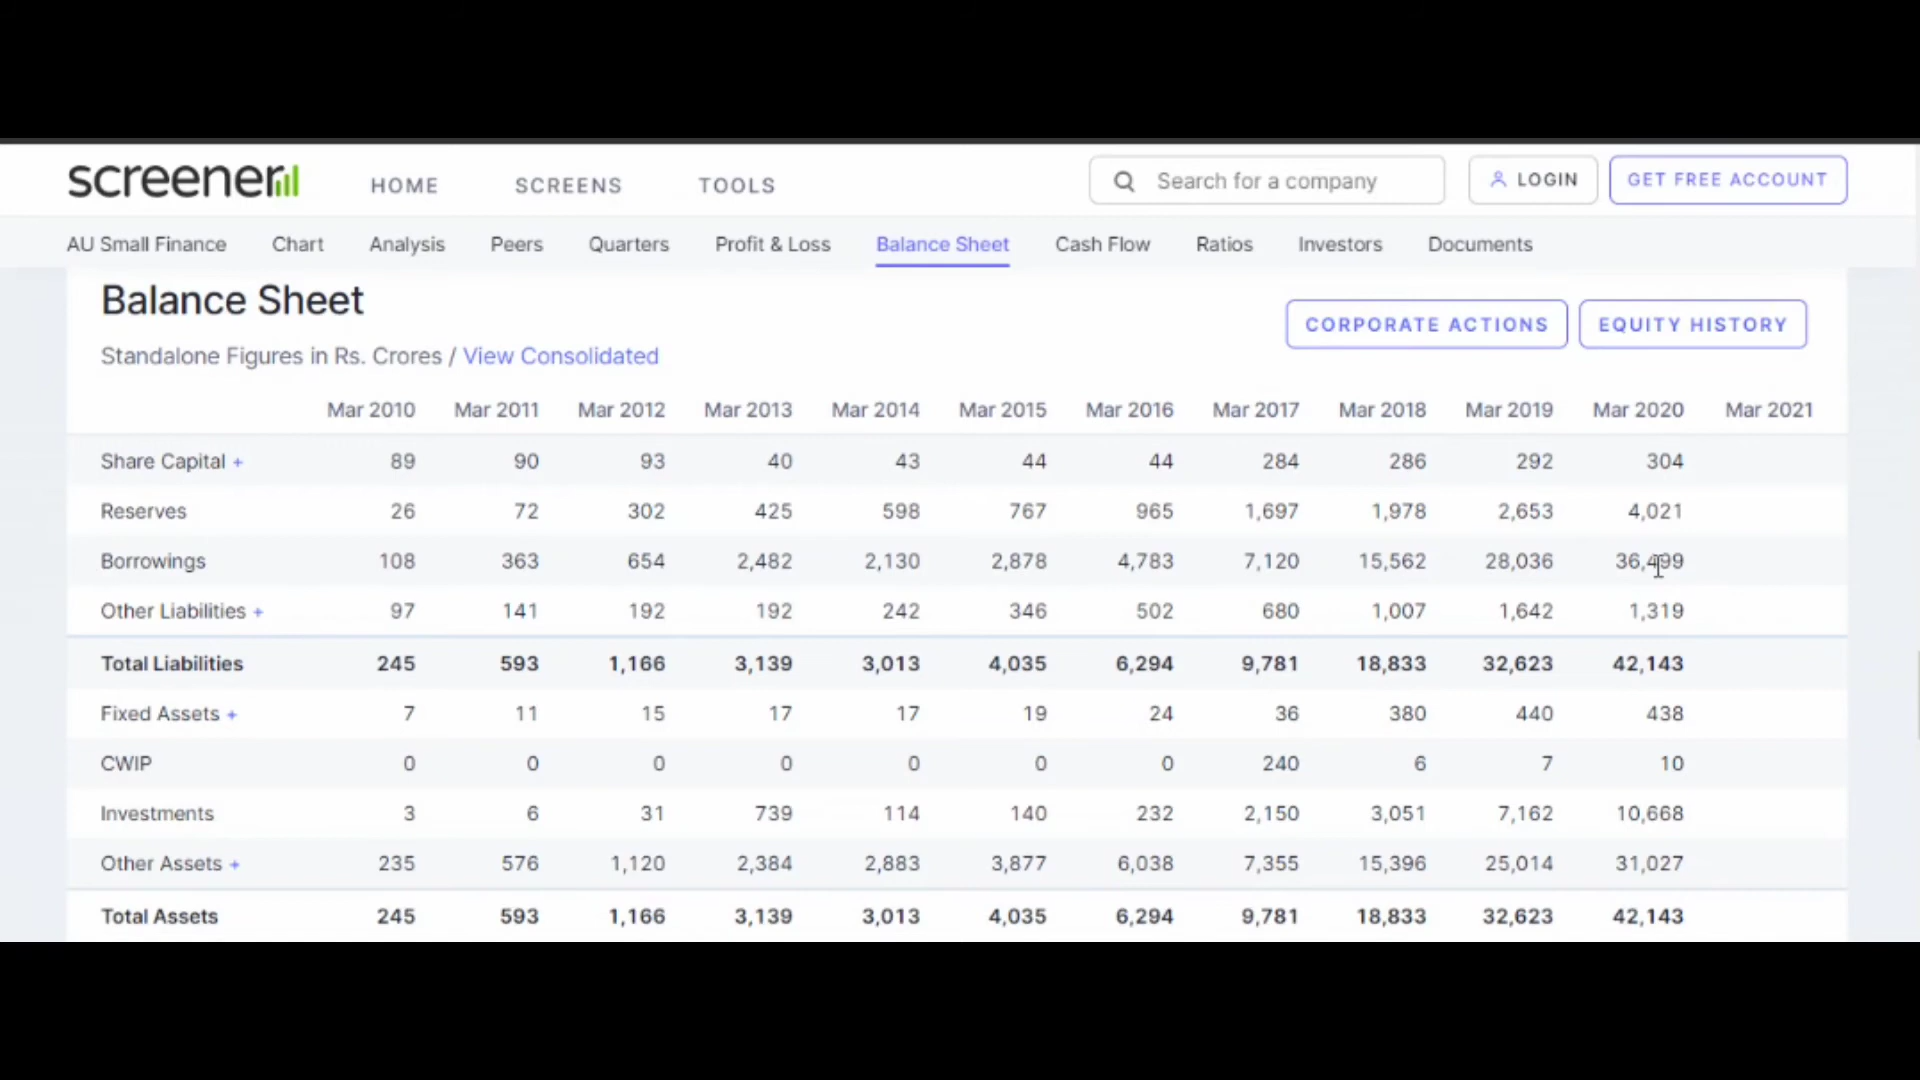 screener HOME SCREENS TOOLS Search for a company LOGIN GET FREE ACCOUNT
AU Small Finance Chart Analysis Peers Quarters Profit & Loss Balance Sheet Cash Flow Ratios Investors Documents
Balance Sheet
CORPORATE ACTIONS EQUITY HISTORY
Standalone Figures in Rs. Crores / View Consolidated
Mar 2010 Mar 2011 Mar 2012 Mar 2013 Mar 2014 Mar 2015 Mar 2016 Mar 2017 Mar 2018 Mar 2019 Mar 2020 Mar 2021
Share Capital + 89 90 93 40 43 44 44 284 286 292 304
Reserves 26 72 302 425 598 767 965 1,697 1,978 2,653 4,021
Borrowings 108 363 654 2,482 2,130 2,878 4,783 7,120 15,562 28,036 36,499
Other Liabilities + 97 141 192 192 242 346 502 680 1,007 1,642 1,319
Total Liabilities 245 593 1,166 3,139 3,013 4,035 6,294 9,781 18,833 32,623 42,143
Fixed Assets + 7 11 15 17 17 19 24 36 380 440 438
CWIP 0 0 0 0 0 0 0 240 6 7 10
Investments 3 6 31 739 114 140 232 2,150 3,051 7,162 10,668
Other Assets + 235 576 1,120 2,384 2,883 3,877 6,038 7,355 15,396 25,014 31,027
Total Assets 245 593 1,166 3,139 3,013 4,035 6,294 9,781 18,833 32,623 42,143